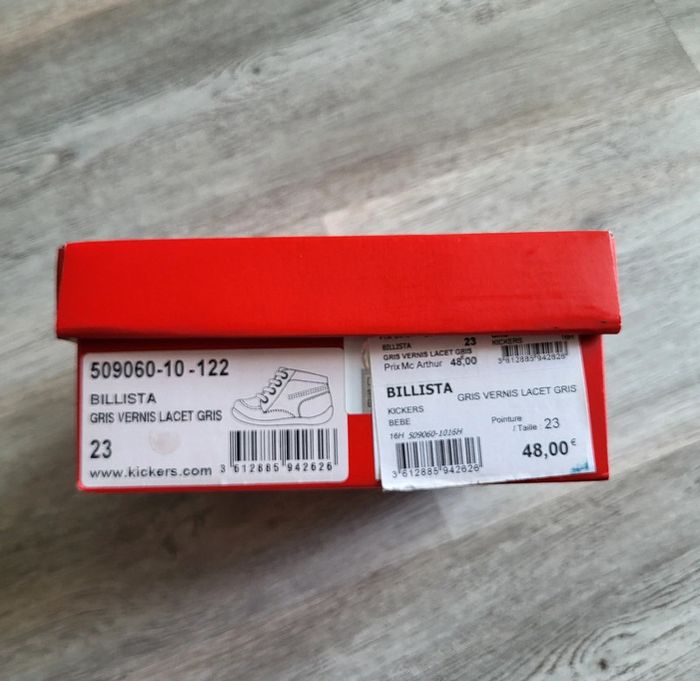 509060-10-122
BILLISTA
GRIS VERNIS LACET GRIS
23
www.kickers.com
3 612885 942626
BILLISTA 23
GRIS VERNIS LACET GRIS
Prix Mc Arthur 48,00
KICKERS 16H
3 612885 942626
BILLISTA GRIS VERNIS LACET GRIS
KICKERS
BEBE
Pointure
/ Taille : 23
16H 509060-1016H
48,00€
3 612885 942626